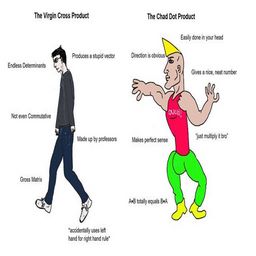 The Virgin Cross Product
Produces a stupid vector
Endless Determinants
Not even Commutative
Made up by professors
Gross Matrix
*accidentally uses left
hand for right hand rule*
The Chad Dot Product
Easily done in your head
Direction is obvious
Gives a nice, neat number
"just multiply it bro"
Makes perfect sense
A•B totally equals B•A